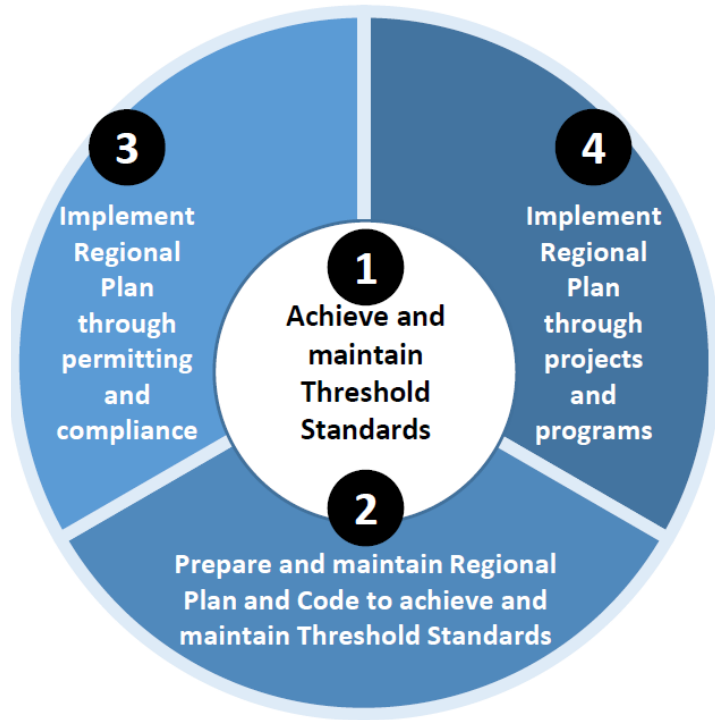 1
Achieve and
maintain
Threshold
Standards
2
Prepare and maintain Regional
Plan and Code to achieve and
maintain Threshold Standards
3
Implement
Regional
Plan
through
permitting
and
compliance
4
Implement
Regional
Plan
through
projects
and
programs